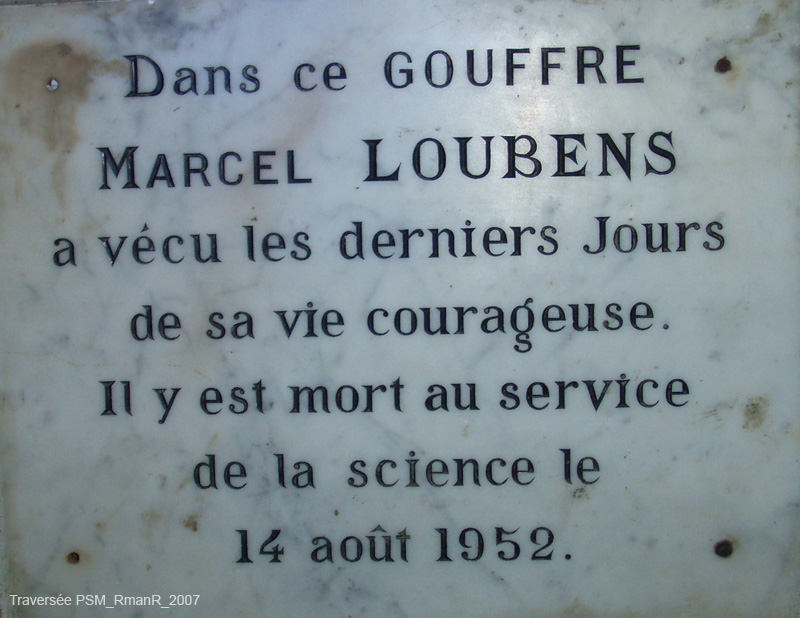 Dans ce GOUFFRE
MARCEL LOUBENS
a vécu les derniers Jours
de sa vie courageuse.
Il y est mort au service
de la science le
14 août 1952.
Traversée PSM_RmanR_2007